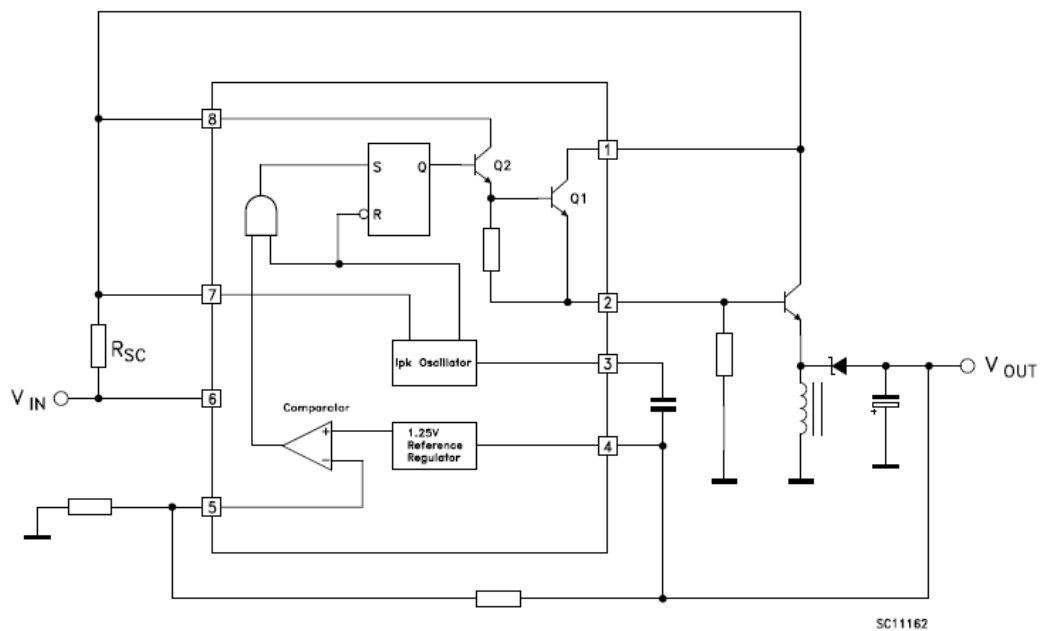 8
1
S
Q
Q2
R
Q1
7
2
RSC
Ipk Oscillator
3
VIN
6
Comparator
VOUT
+
−
1.25V
Reference
Regulator
4
+
5
SC11162